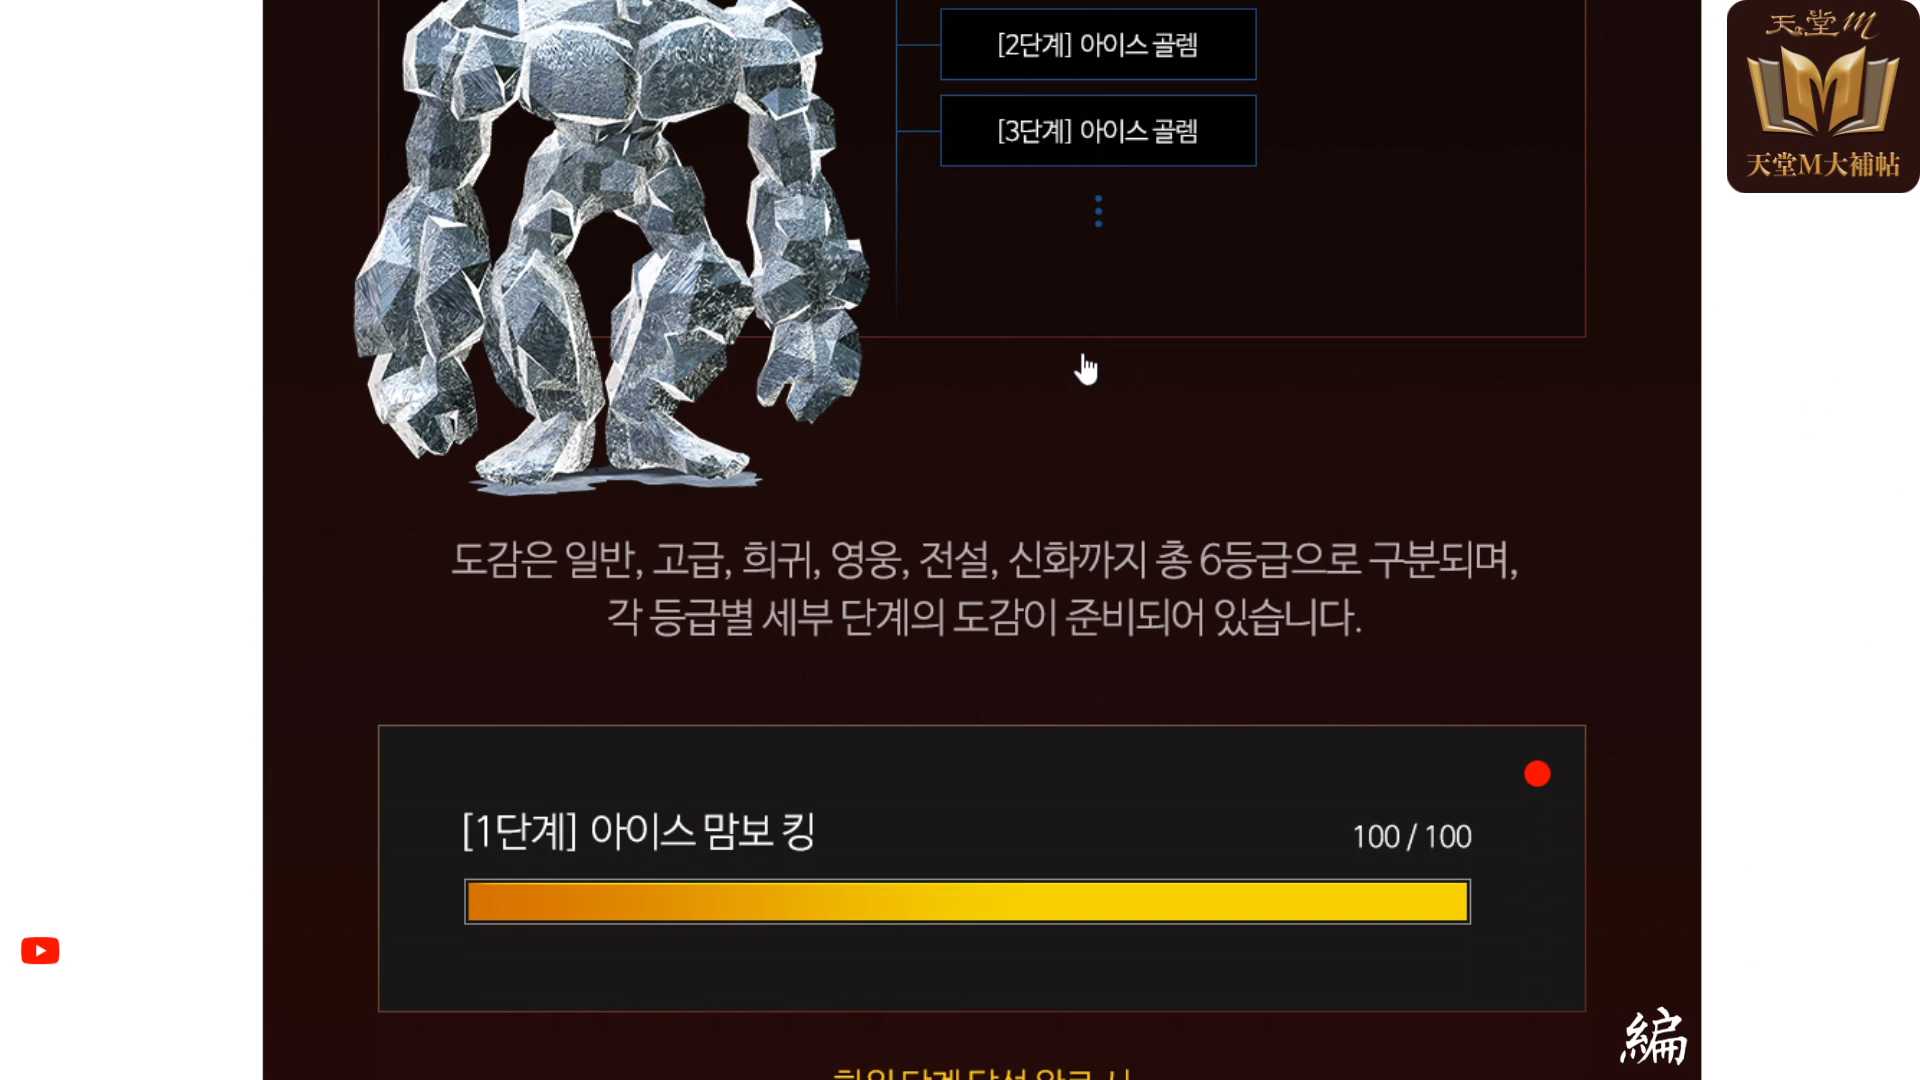 天堂M
天堂M大補帖
[2단계] 아이스 골렘
[3단계] 아이스 골렘
도감은 일반, 고급, 희귀, 영웅, 전설, 신화까지 총 6등급으로 구분되며,
각 등급별 세부 단계의 도감이 준비되어 있습니다.
[1단계] 아이스 맘보 킹
100 / 100
編